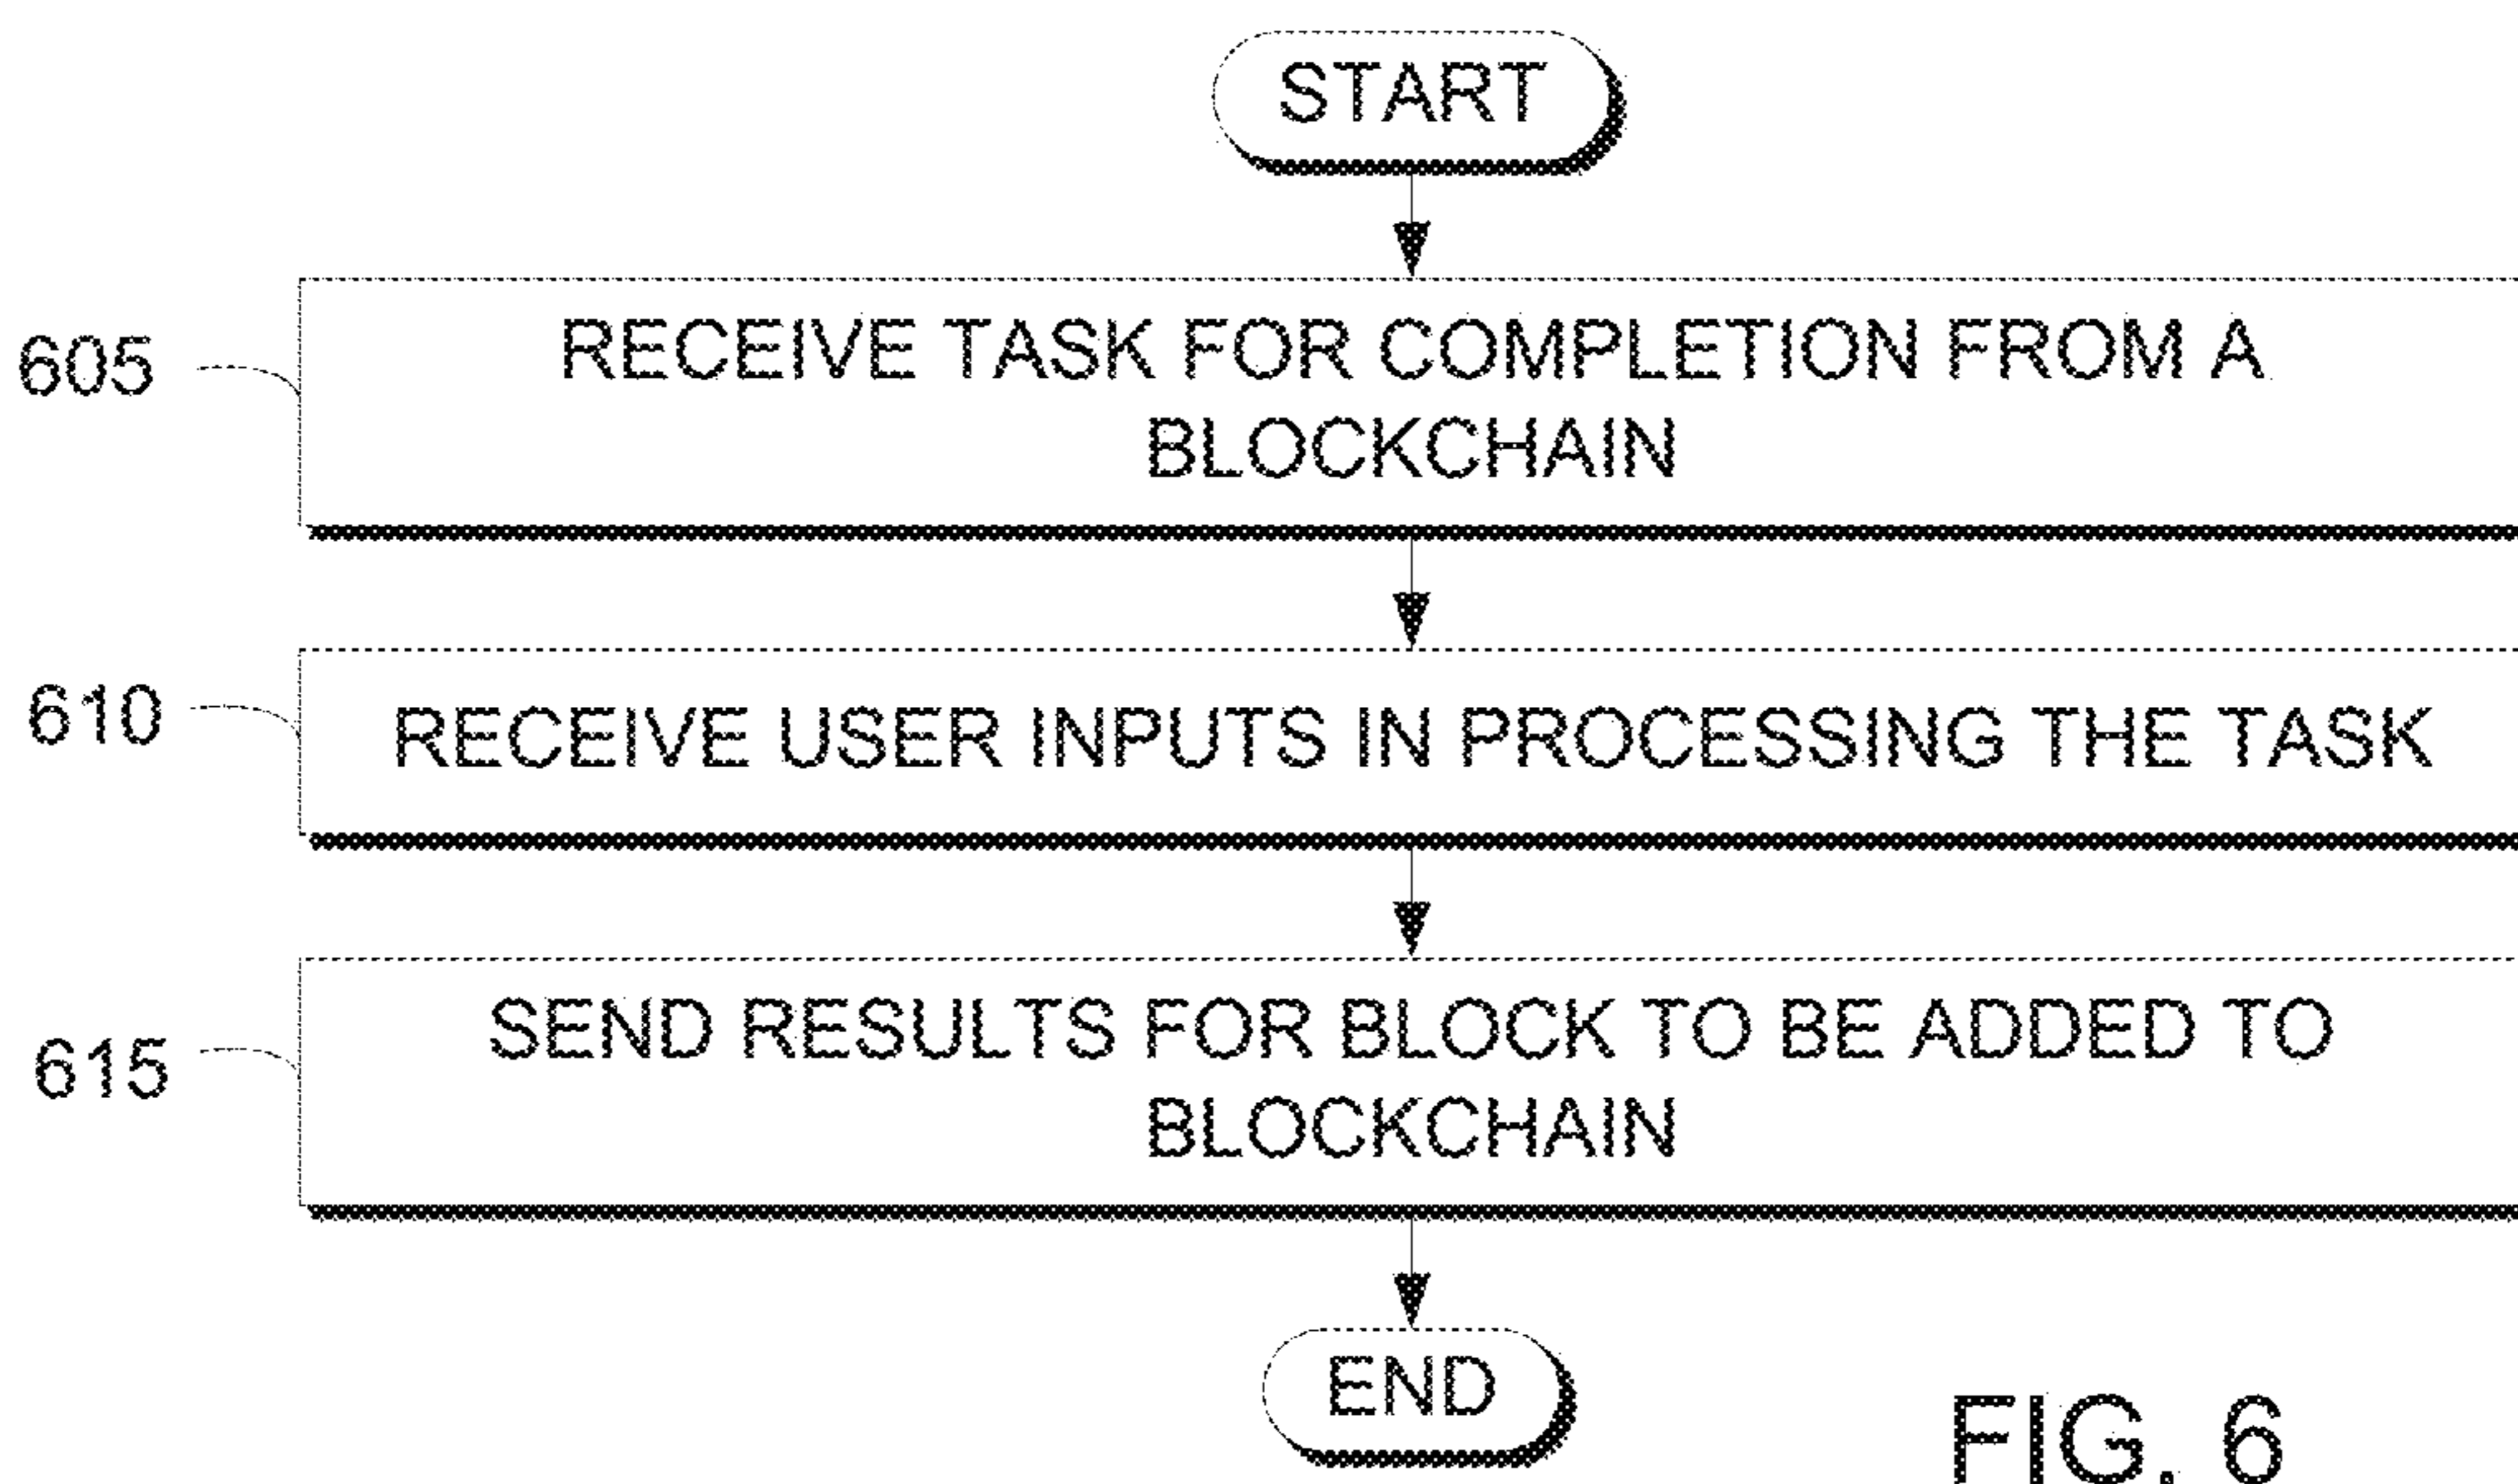 START
605
RECEIVE TASK FOR COMPLETION FROM A
BLOCKCHAIN
610
RECEIVE USER INPUTS IN PROCESSING THE TASK
615
SEND RESULTS FOR BLOCK TO BE ADDED TO
BLOCKCHAIN
END
FIG. 6